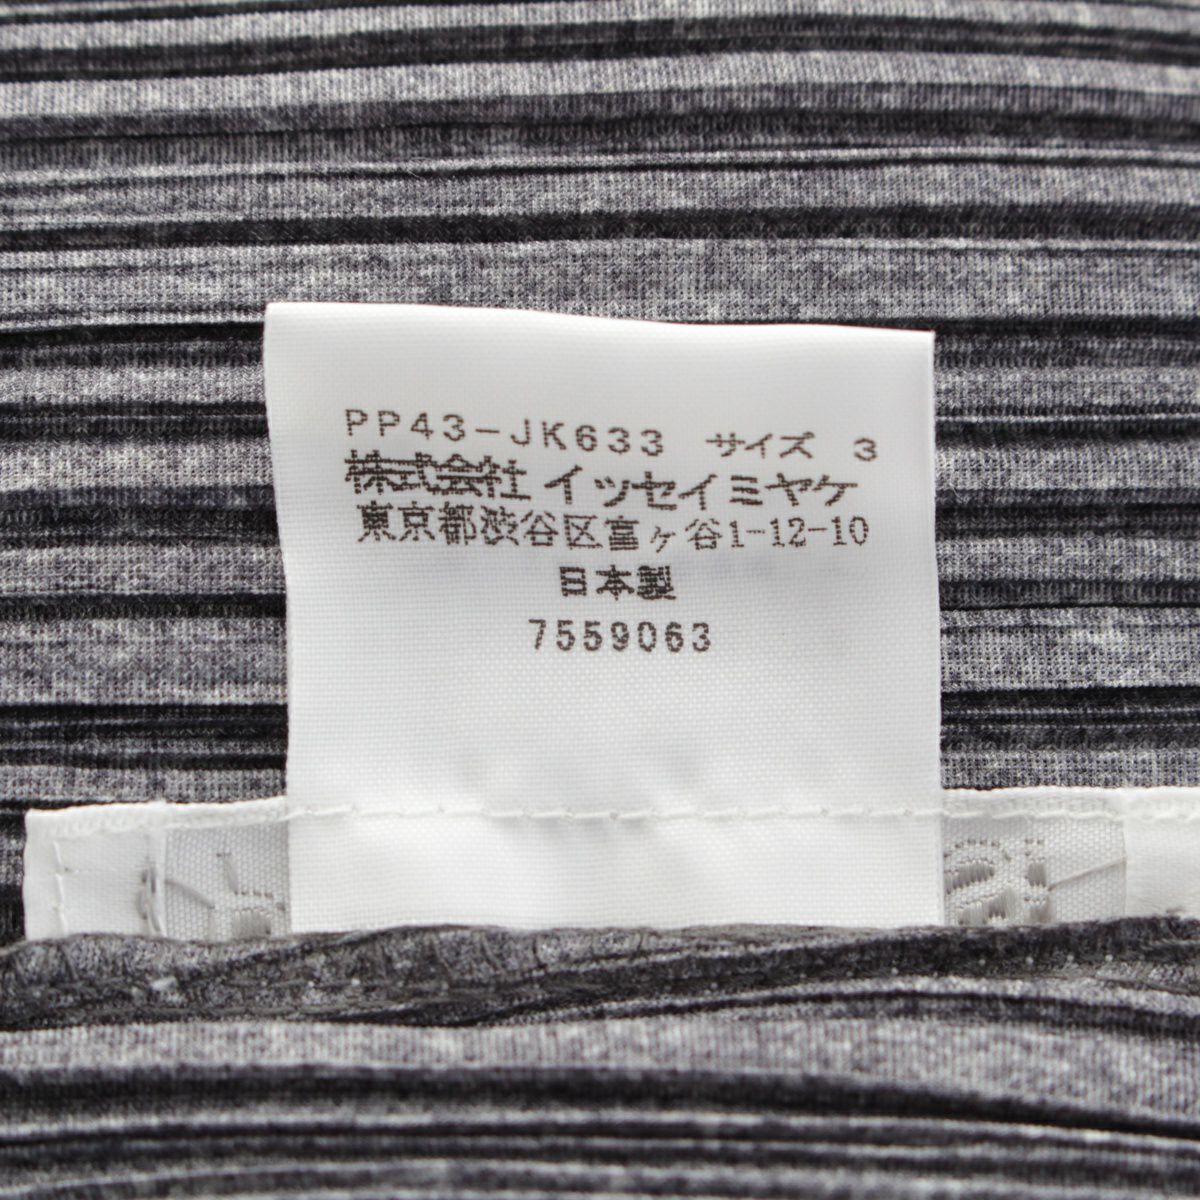 PP43-JK633 サイズ 3
株式会社イッセイミヤケ
東京都渋谷区富ヶ谷1-12-10
日本製
7559063